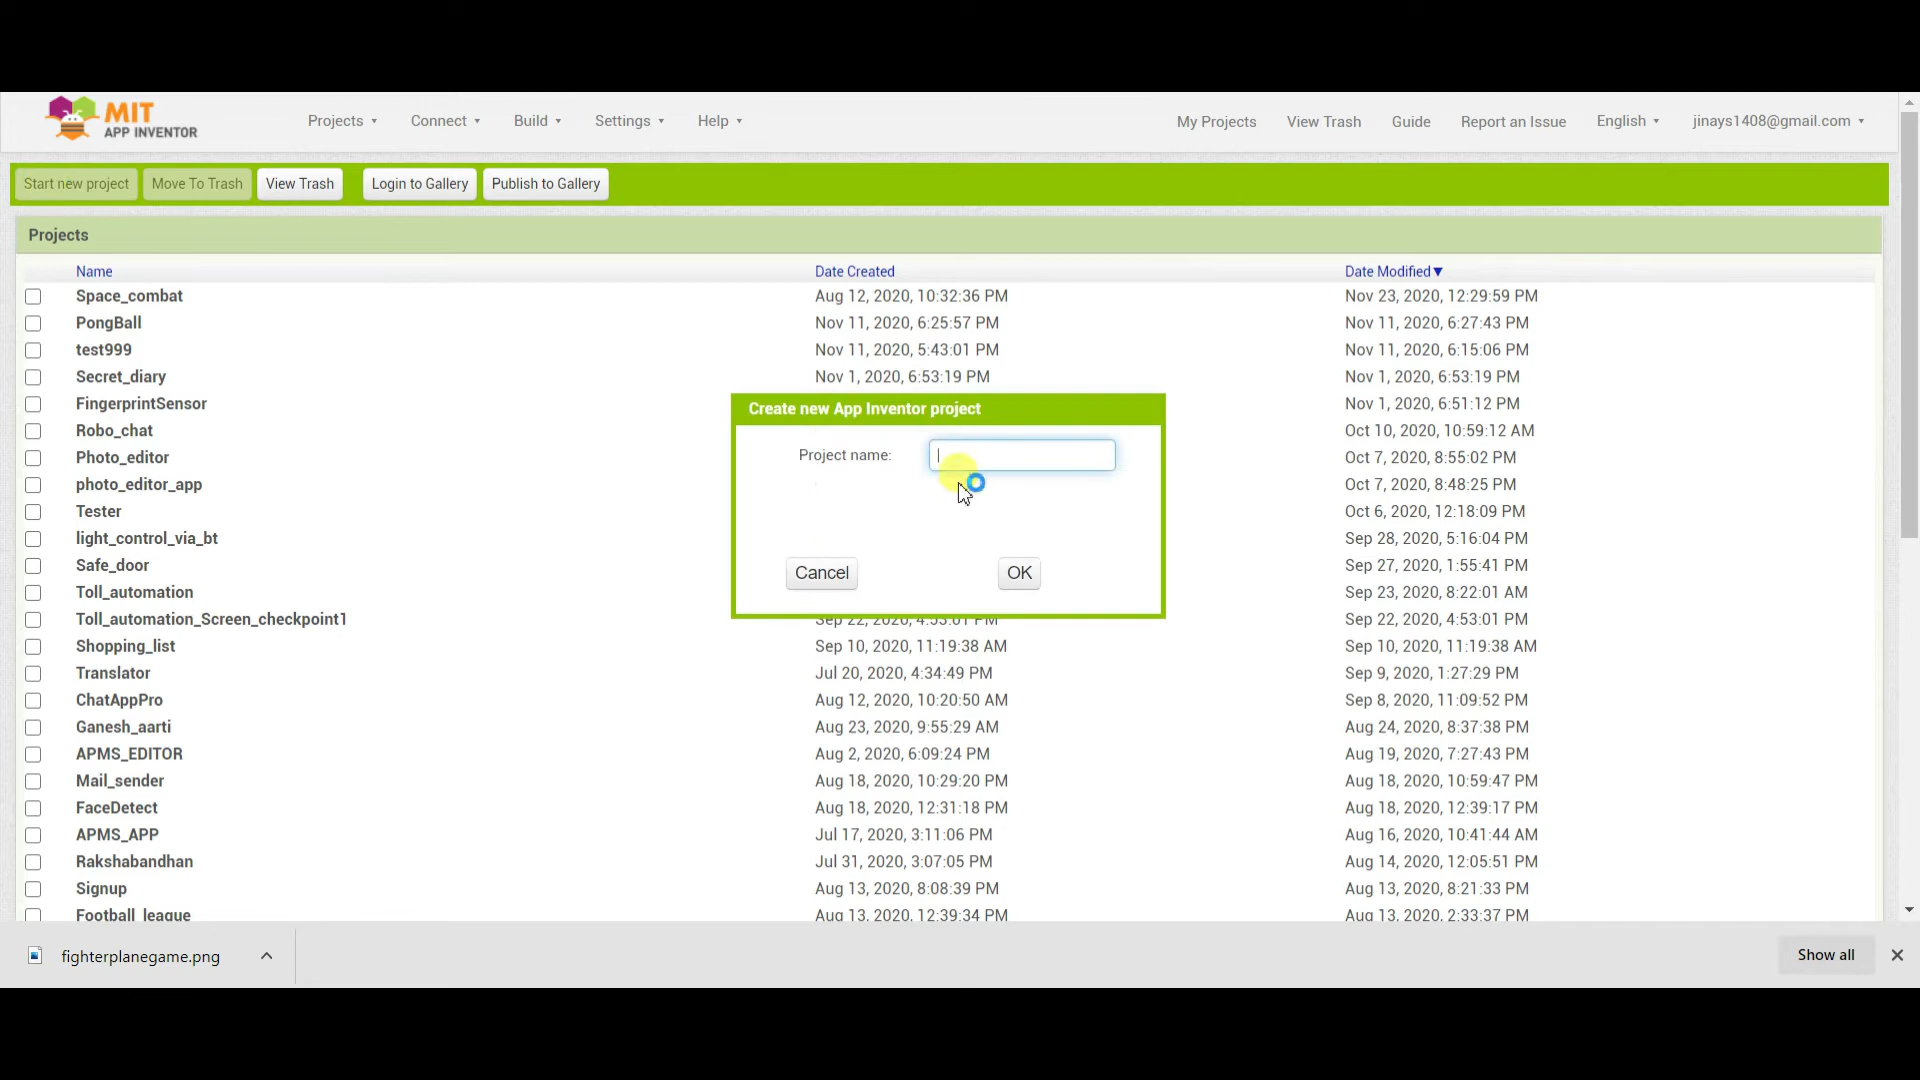 MIT
APP INVENTOR
Projects Connect Build Settings Help My Projects View Trash Guide Report an Issue English jinays1408@gmail.com
Start new project Move To Trash View Trash Login to Gallery Publish to Gallery
Projects
Name Date Created Date Modified
Space_combat Aug 12, 2020, 10:32:36 PM Nov 23, 2020, 12:29:59 PM
PongBall Nov 11, 2020, 6:25:57 PM Nov 11, 2020, 6:27:43 PM
test999 Nov 11, 2020, 5:43:01 PM Nov 11, 2020, 6:15:06 PM
Secret_diary Nov 1, 2020, 6:53:19 PM Nov 1, 2020, 6:53:19 PM
FingerprintSensor Nov 1, 2020, 6:51:12 PM
Create new App Inventor project
Robo_chat Oct 10, 2020, 10:59:12 AM
Project name:
Photo_editor Oct 7, 2020, 8:55:02 PM
photo_editor_app Oct 7, 2020, 8:48:25 PM
Tester Oct 6, 2020, 12:18:09 PM
light_control_via_bt Sep 28, 2020, 5:16:04 PM
Safe_door Sep 27, 2020, 1:55:41 PM
Cancel OK
Toll_automation Sep 23, 2020, 8:22:01 AM
Toll_automation_Screen_checkpoint1 Sep 22, 2020, 4:53:01 PM Sep 22, 2020, 4:53:01 PM
Shopping_list Sep 10, 2020, 11:19:38 AM Sep 10, 2020, 11:19:38 AM
Translator Jul 20, 2020, 4:34:49 PM Sep 9, 2020, 1:27:29 PM
ChatAppPro Aug 12, 2020, 10:20:50 AM Sep 8, 2020, 11:09:52 PM
Ganesh_aarti Aug 23, 2020, 9:55:29 AM Aug 24, 2020, 8:37:38 PM
APMS_EDITOR Aug 2, 2020, 6:09:24 PM Aug 19, 2020, 7:27:43 PM
Mail_sender Aug 18, 2020, 10:29:20 PM Aug 18, 2020, 10:59:47 PM
FaceDetect Aug 18, 2020, 12:31:18 PM Aug 18, 2020, 12:39:17 PM
APMS_APP Jul 17, 2020, 3:11:06 PM Aug 16, 2020, 10:41:44 AM
Rakshabandhan Jul 31, 2020, 3:07:05 PM Aug 14, 2020, 12:05:51 PM
Signup Aug 13, 2020, 8:08:39 PM Aug 13, 2020, 8:21:33 PM
Football_league Aug 13, 2020, 12:39:34 PM Aug 13, 2020, 2:33:37 PM
fighterplanegame.png Show all